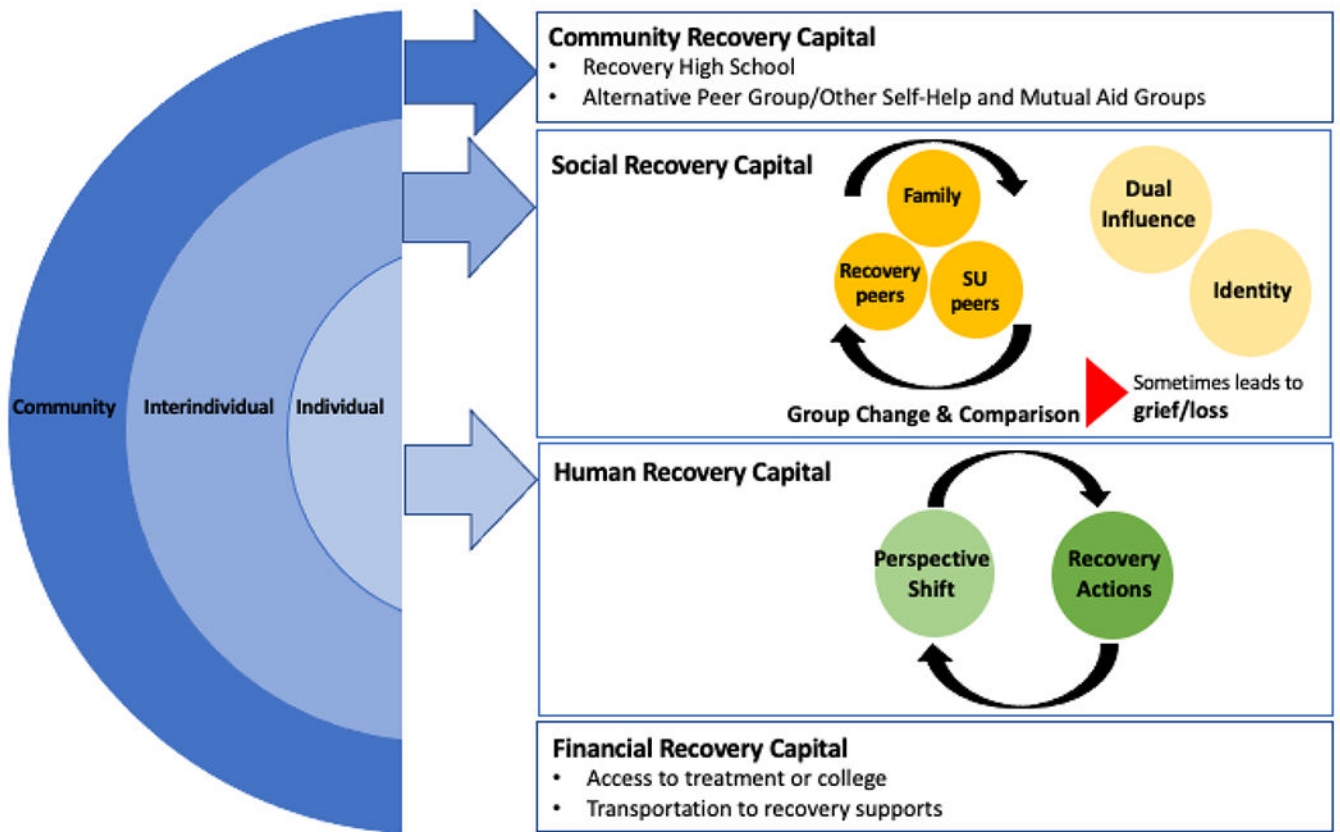 Community
Interindividual
Individual
Community Recovery Capital
• Recovery High School
• Alternative Peer Group/Other Self-Help and Mutual Aid Groups
Social Recovery Capital
Family
Recovery
peers
SU
peers
Dual
Influence
Identity
Group Change & Comparison
Sometimes leads to
grief/loss
Human Recovery Capital
Perspective
Shift
Recovery
Actions
Financial Recovery Capital
• Access to treatment or college
• Transportation to recovery supports